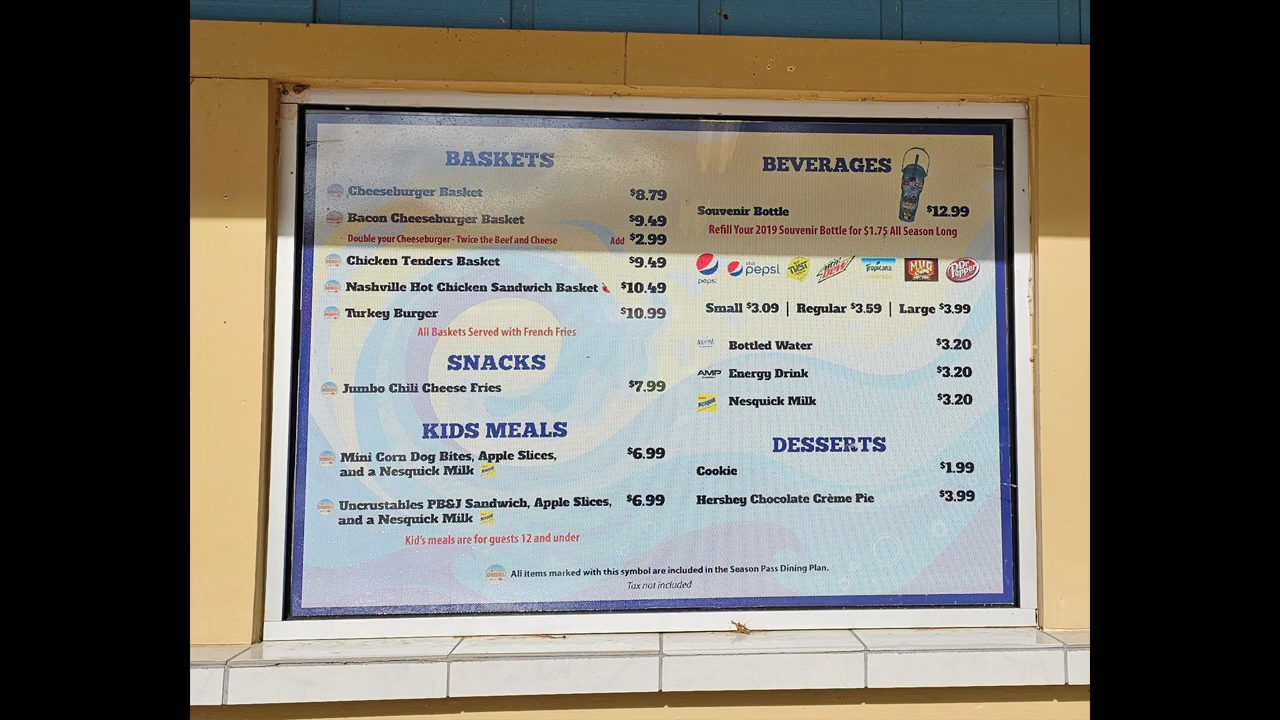 BASKETS
Cheeseburger Basket $8.79
Bacon Cheeseburger Basket $9.49
Double your Cheeseburger - Twice the Beef and Cheese Add $2.99
Chicken Tenders Basket $9.49
Nashville Hot Chicken Sandwich Basket $10.49
Turkey Burger $10.99
All Baskets Served with French Fries
SNACKS
Jumbo Chili Cheese Fries $7.99
KIDS MEALS
Mini Corn Dog Bites, Apple Slices, $6.99
and a Nesquick Milk
Uncrustables PB&J Sandwich, Apple Slices, $6.99
and a Nesquick Milk
Kid's meals are for guests 12 and under
BEVERAGES
Souvenir Bottle $12.99
Refill Your 2019 Souvenir Bottle for $1.75 All Season Long
pepsi diet pepsi TWST Mtn DEW Tropicana MUG Dr Pepper
Small $3.09 | Regular $3.59 | Large $3.99
Bottled Water $3.20
AMP Energy Drink $3.20
Nesquick Milk $3.20
DESSERTS
Cookie $1.99
Hershey Chocolate Crème Pie $3.99
All items marked with this symbol are included in the Season Pass Dining Plan.
Tax not included